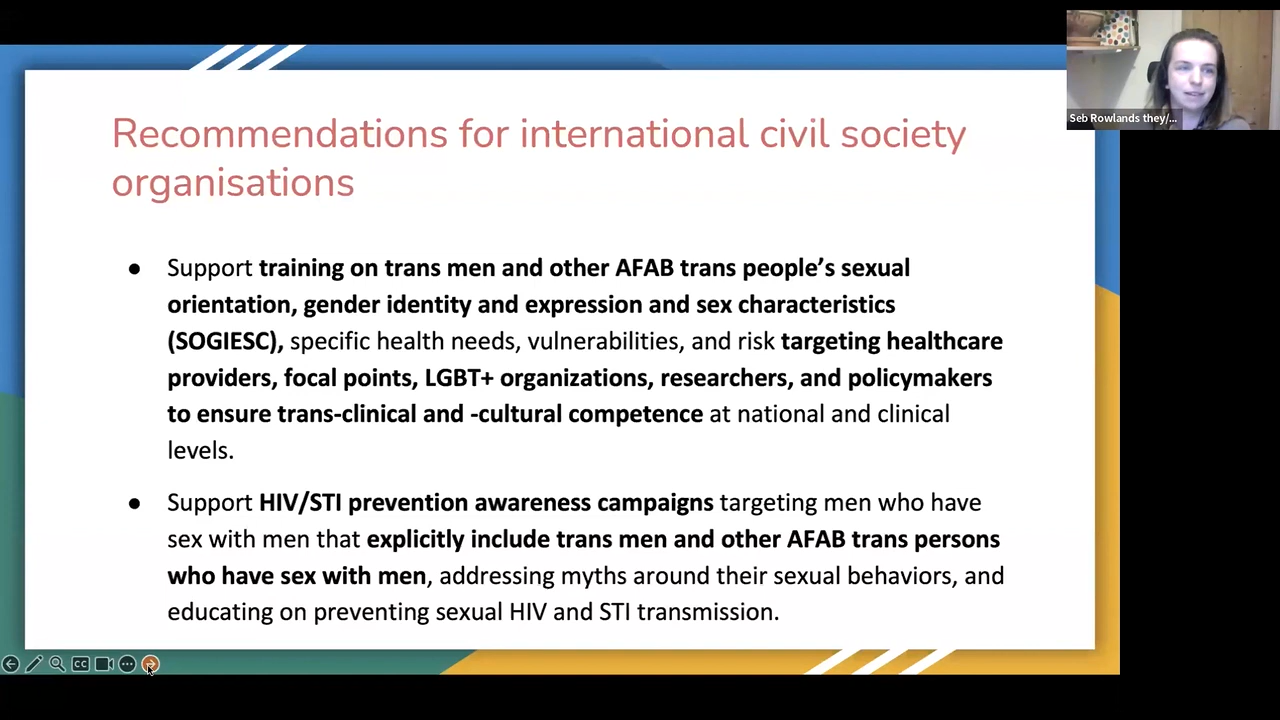 Recommendations for international civil society
organisations
● Support training on trans men and other AFAB trans people’s sexual
orientation, gender identity and expression and sex characteristics
(SOGIESC), specific health needs, vulnerabilities, and risk targeting healthcare
providers, focal points, LGBT+ organizations, researchers, and policymakers
to ensure trans-clinical and -cultural competence at national and clinical
levels.
● Support HIV/STI prevention awareness campaigns targeting men who have
sex with men that explicitly include trans men and other AFAB trans persons
who have sex with men, addressing myths around their sexual behaviors, and
educating on preventing sexual HIV and STI transmission.
Seb Rowlands they/...
CC